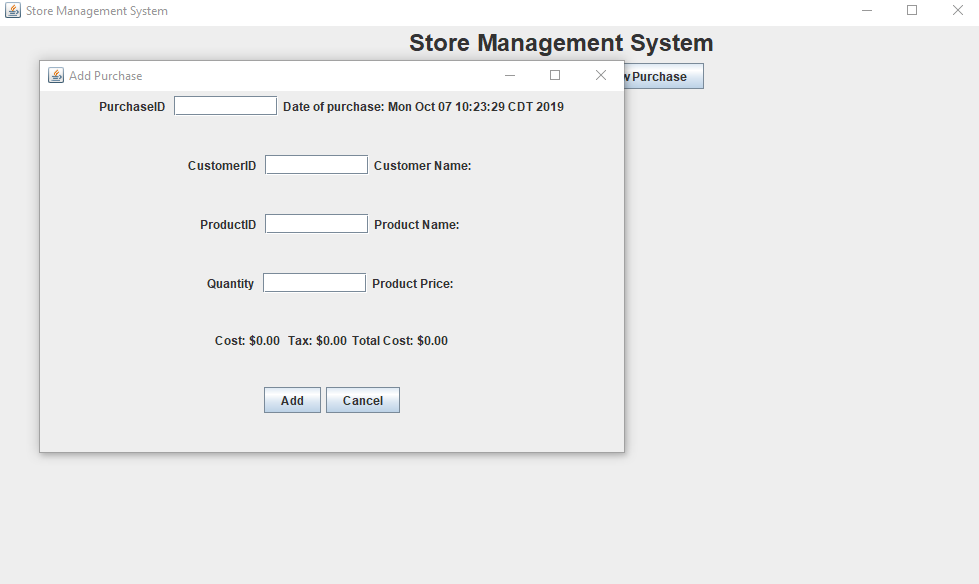 Store Management System
Store Management System
Purchase
Add Purchase
PurchaseID Date of purchase: Mon Oct 07 10:23:29 CDT 2019
CustomerID Customer Name:
ProductID Product Name:
Quantity Product Price:
Cost: $0.00 Tax: $0.00 Total Cost: $0.00
Add Cancel